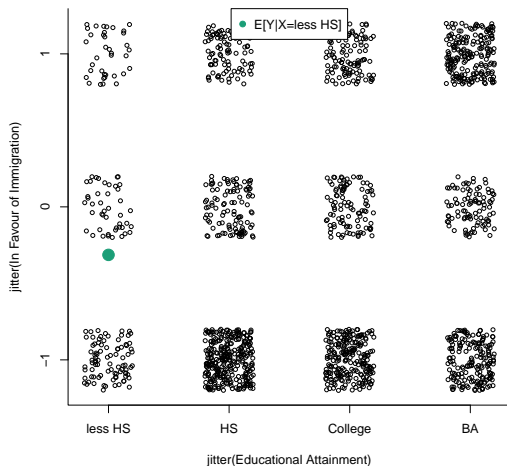 E[Y|X=less HS]
jitter(In Favour of Immigration)
1
0
−1
less HS
HS
College
BA
jitter(Educational Attainment)